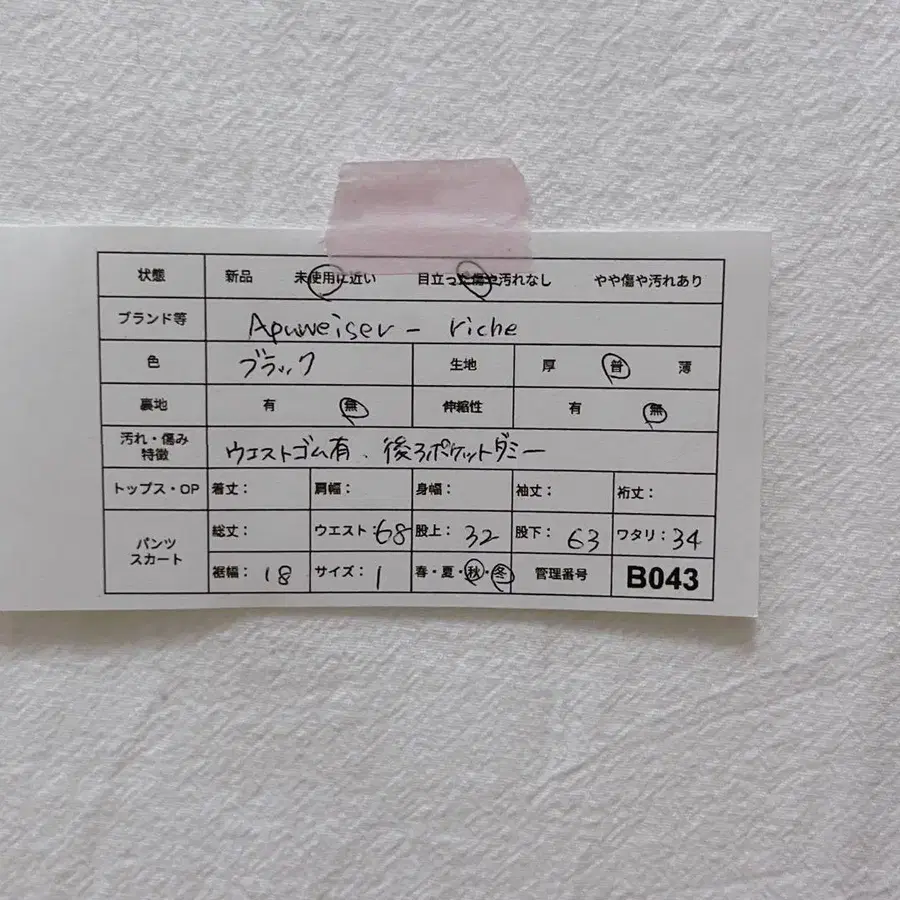 状態 新品 未使用に近い 目立った傷や汚れなし やや傷や汚れあり
ブランド等 Apuweiser - riche
色 ブラック 生地 厚 普 薄
裏地 有 無 伸縮性 有 無
汚れ・傷み
特徴 ウエストゴム有、後ろポケットダミー
トップス・OP 着丈: 肩幅: 身幅: 袖丈: 裄丈:
パンツ
スカート
総丈: ウエスト:68 股上:32 股下:63 ワタリ:34
裾幅:18 サイズ:1 春・夏・秋・冬 管理番号 B043